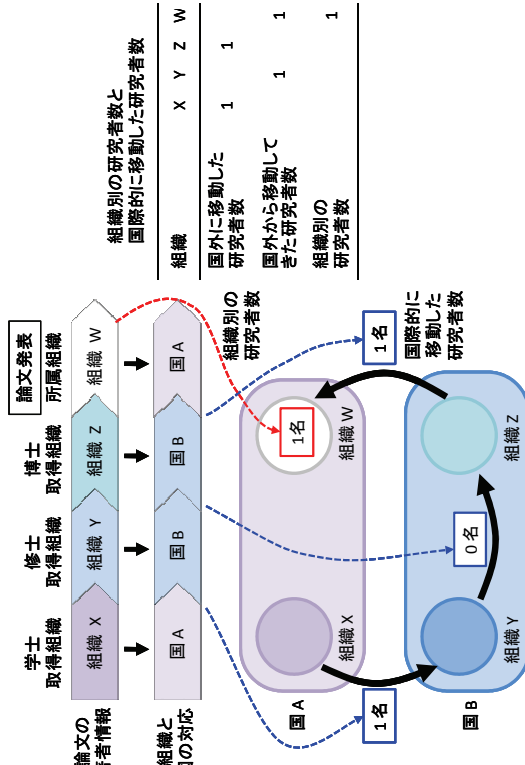 論文発表
学士
取得組織
修士
取得組織
博士
取得組織
所属組織
論文の
著者情報
組織 X
組織 Y
組織 Z
組織 W
組織と
国の対応
国 A
国 B
国 B
国 A
組織別の
研究者数
国 A
組織 X
1名
組織 W
1名
0名
1名
国際的に
移動した
研究者数
国 B
組織 Y
組織 Z
組織別の研究者数と
国際的に移動した研究者数
組織 X Y Z W
国外に移動した
研究者数 1 1
国外から移動して
きた研究者数 1 1
組織別の
研究者数 1